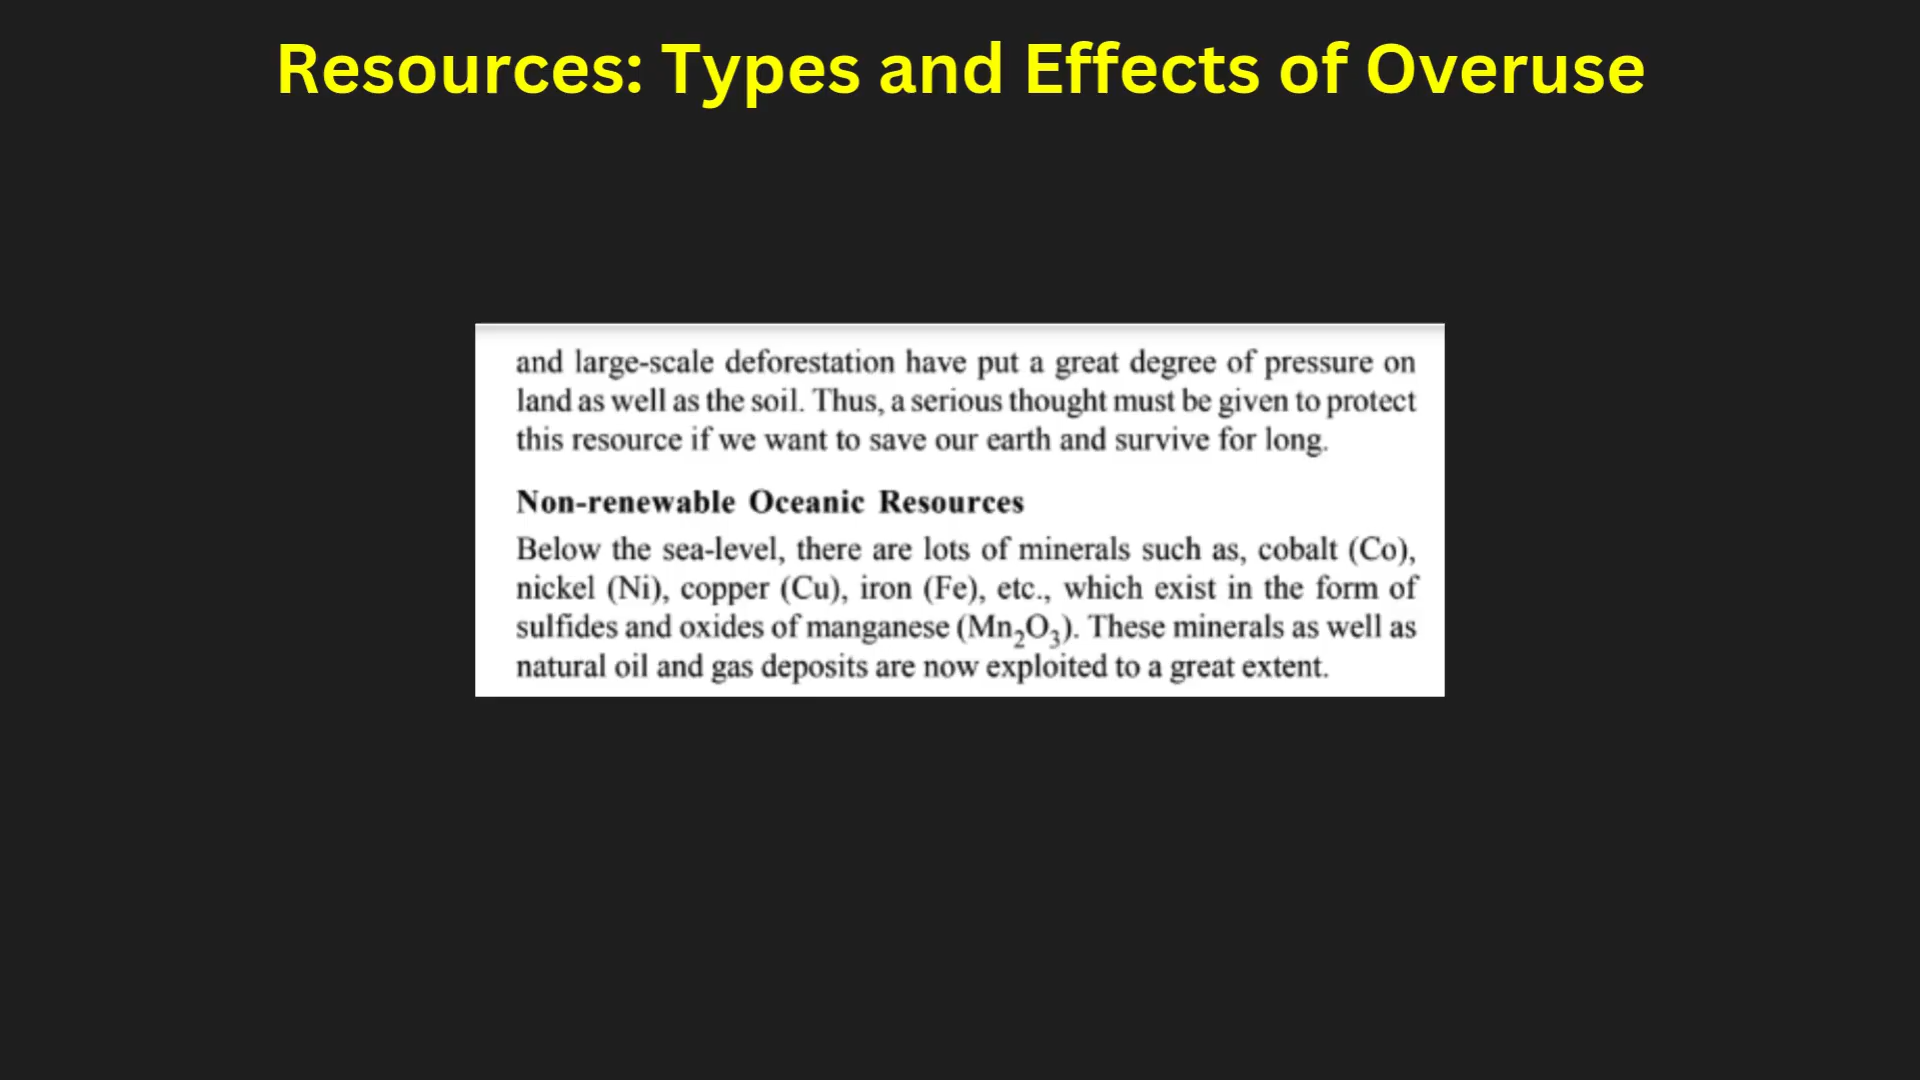 Resources: Types and Effects of Overuse
and large-scale deforestation have put a great degree of pressure on
land as well as the soil. Thus, a serious thought must be given to protect
this resource if we want to save our earth and survive for long.
Non-renewable Oceanic Resources
Below the sea-level, there are lots of minerals such as, cobalt (Co),
nickel (Ni), copper (Cu), iron (Fe), etc., which exist in the form of
sulfides and oxides of manganese (Mn₂O₃). These minerals as well as
natural oil and gas deposits are now exploited to a great extent.